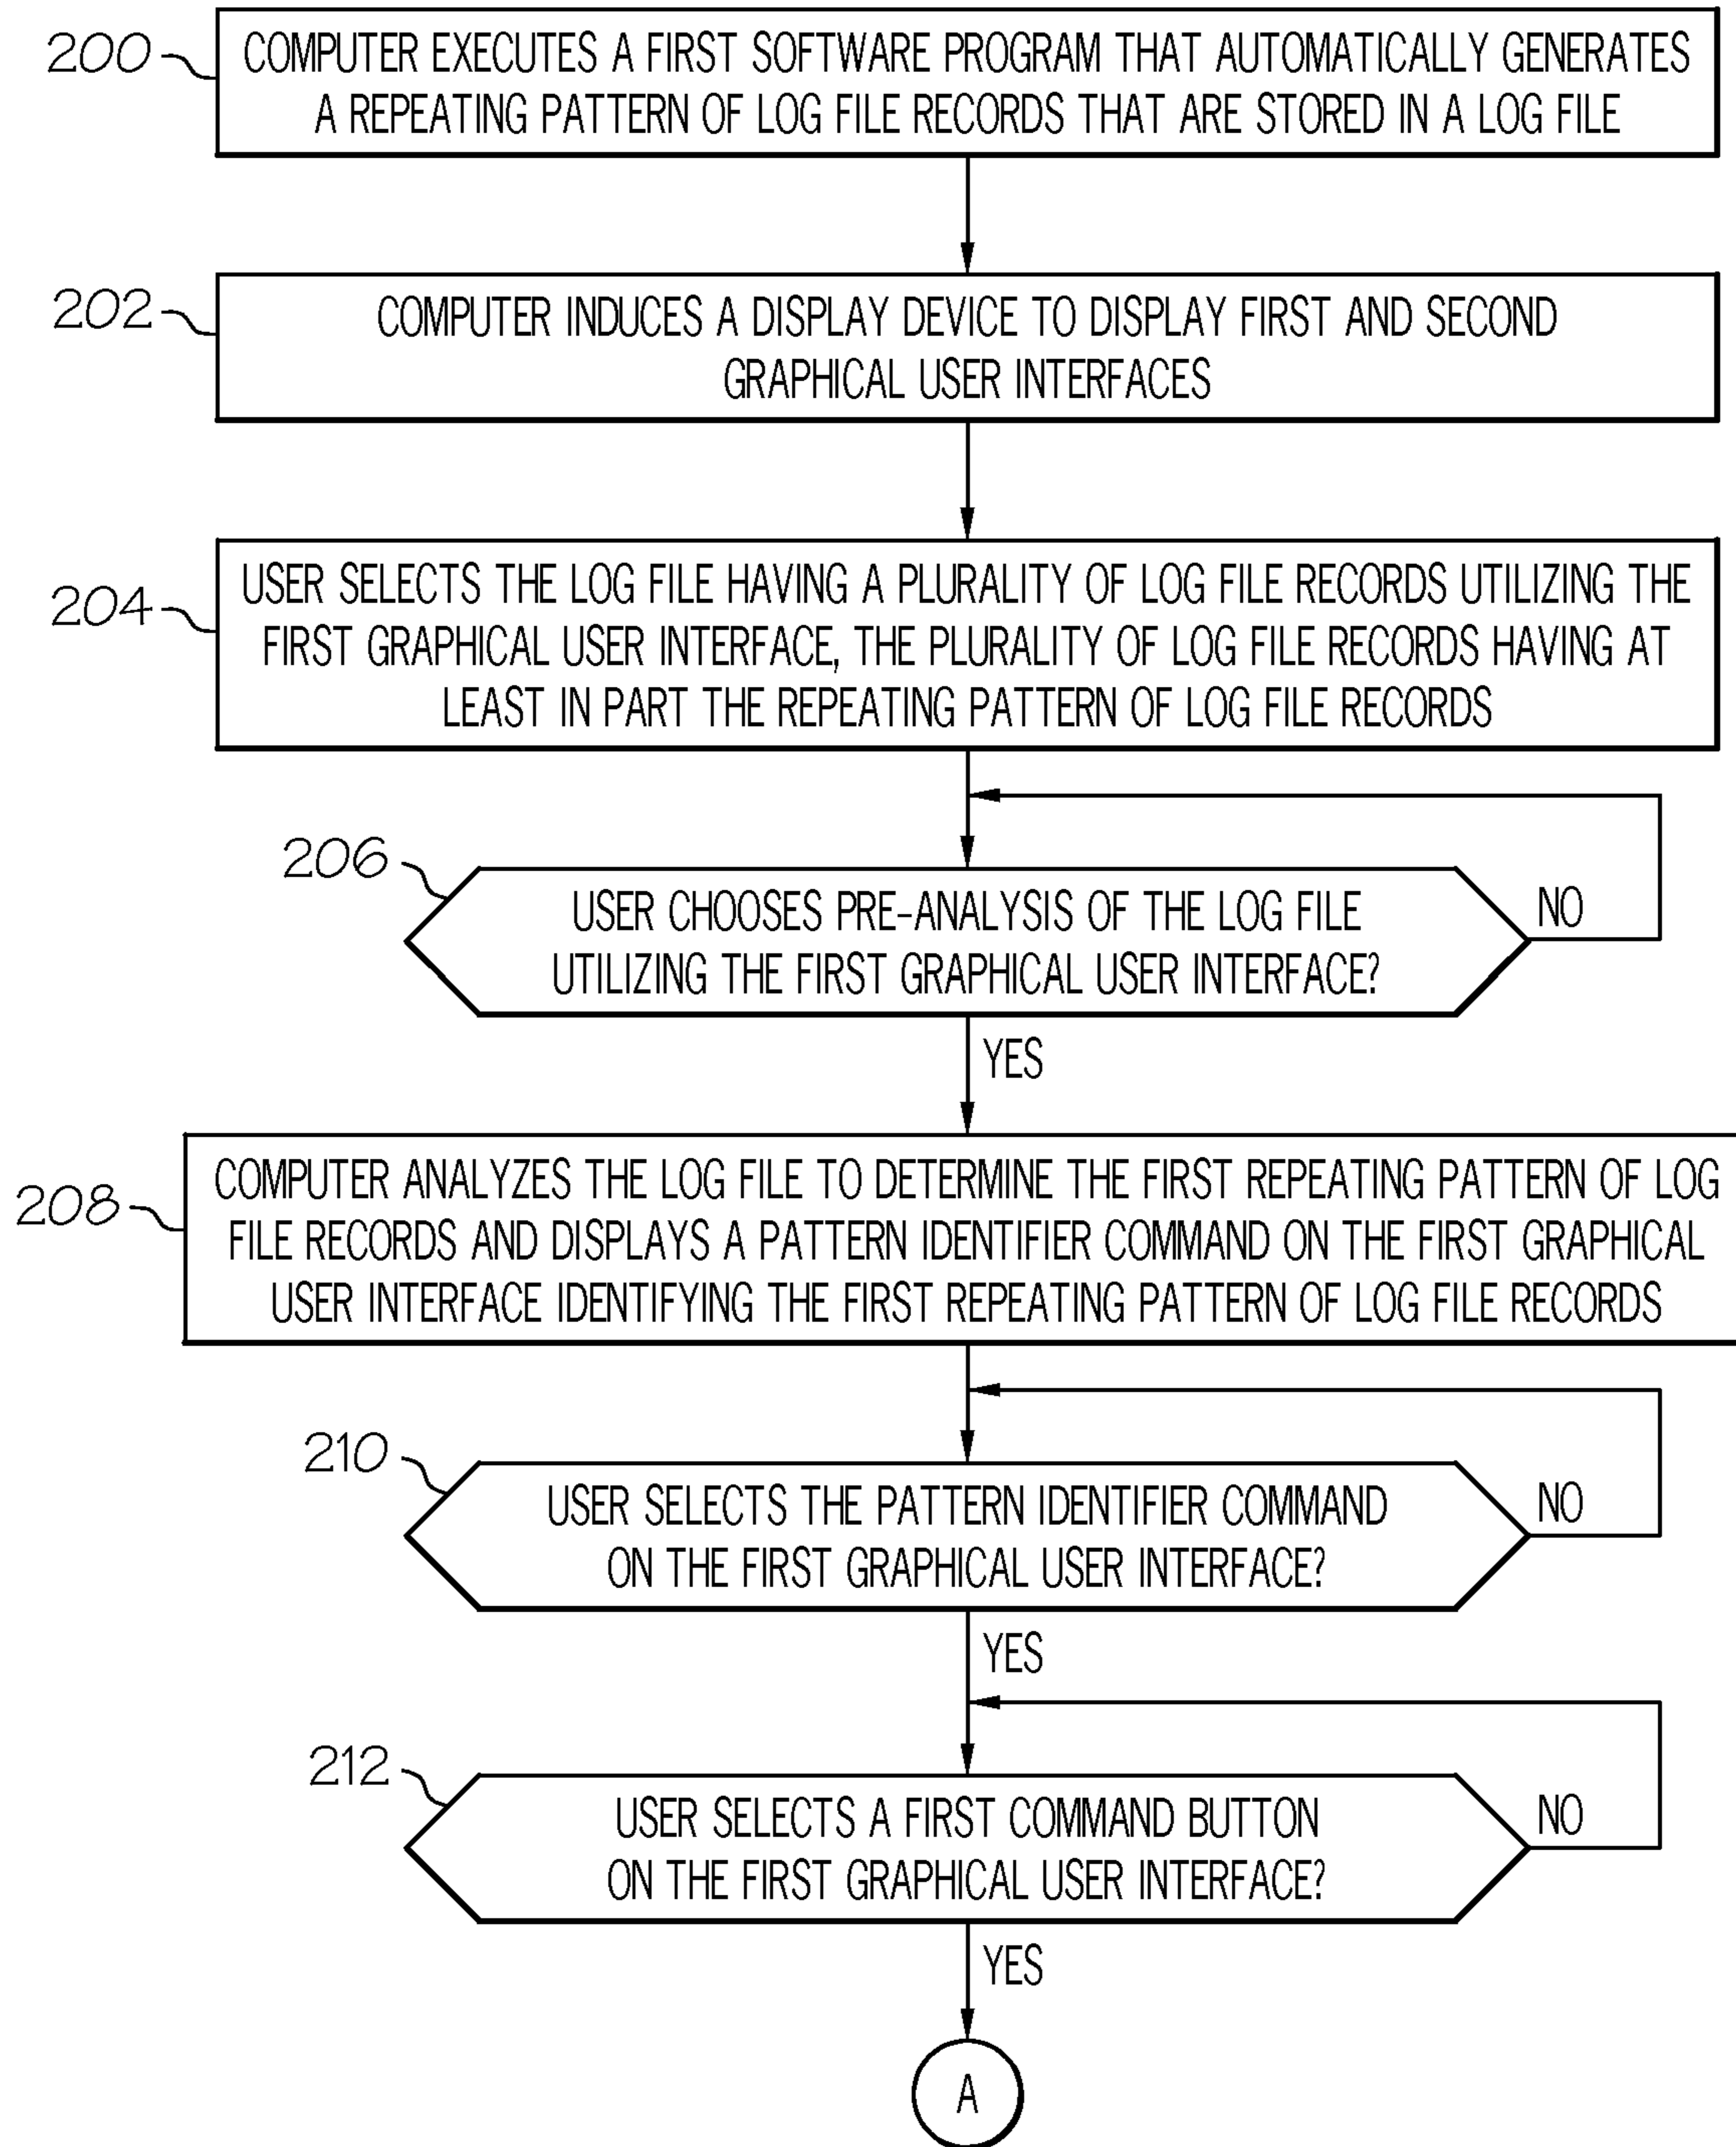 200
COMPUTER EXECUTES A FIRST SOFTWARE PROGRAM THAT AUTOMATICALLY GENERATES
A REPEATING PATTERN OF LOG FILE RECORDS THAT ARE STORED IN A LOG FILE
202
COMPUTER INDUCES A DISPLAY DEVICE TO DISPLAY FIRST AND SECOND
GRAPHICAL USER INTERFACES
204
USER SELECTS THE LOG FILE HAVING A PLURALITY OF LOG FILE RECORDS UTILIZING THE
FIRST GRAPHICAL USER INTERFACE, THE PLURALITY OF LOG FILE RECORDS HAVING AT
LEAST IN PART THE REPEATING PATTERN OF LOG FILE RECORDS
206
USER CHOOSES PRE-ANALYSIS OF THE LOG FILE
UTILIZING THE FIRST GRAPHICAL USER INTERFACE?
NO
YES
208
COMPUTER ANALYZES THE LOG FILE TO DETERMINE THE FIRST REPEATING PATTERN OF LOG
FILE RECORDS AND DISPLAYS A PATTERN IDENTIFIER COMMAND ON THE FIRST GRAPHICAL
USER INTERFACE IDENTIFYING THE FIRST REPEATING PATTERN OF LOG FILE RECORDS
210
USER SELECTS THE PATTERN IDENTIFIER COMMAND
ON THE FIRST GRAPHICAL USER INTERFACE?
NO
YES
212
USER SELECTS A FIRST COMMAND BUTTON
ON THE FIRST GRAPHICAL USER INTERFACE?
NO
YES
A